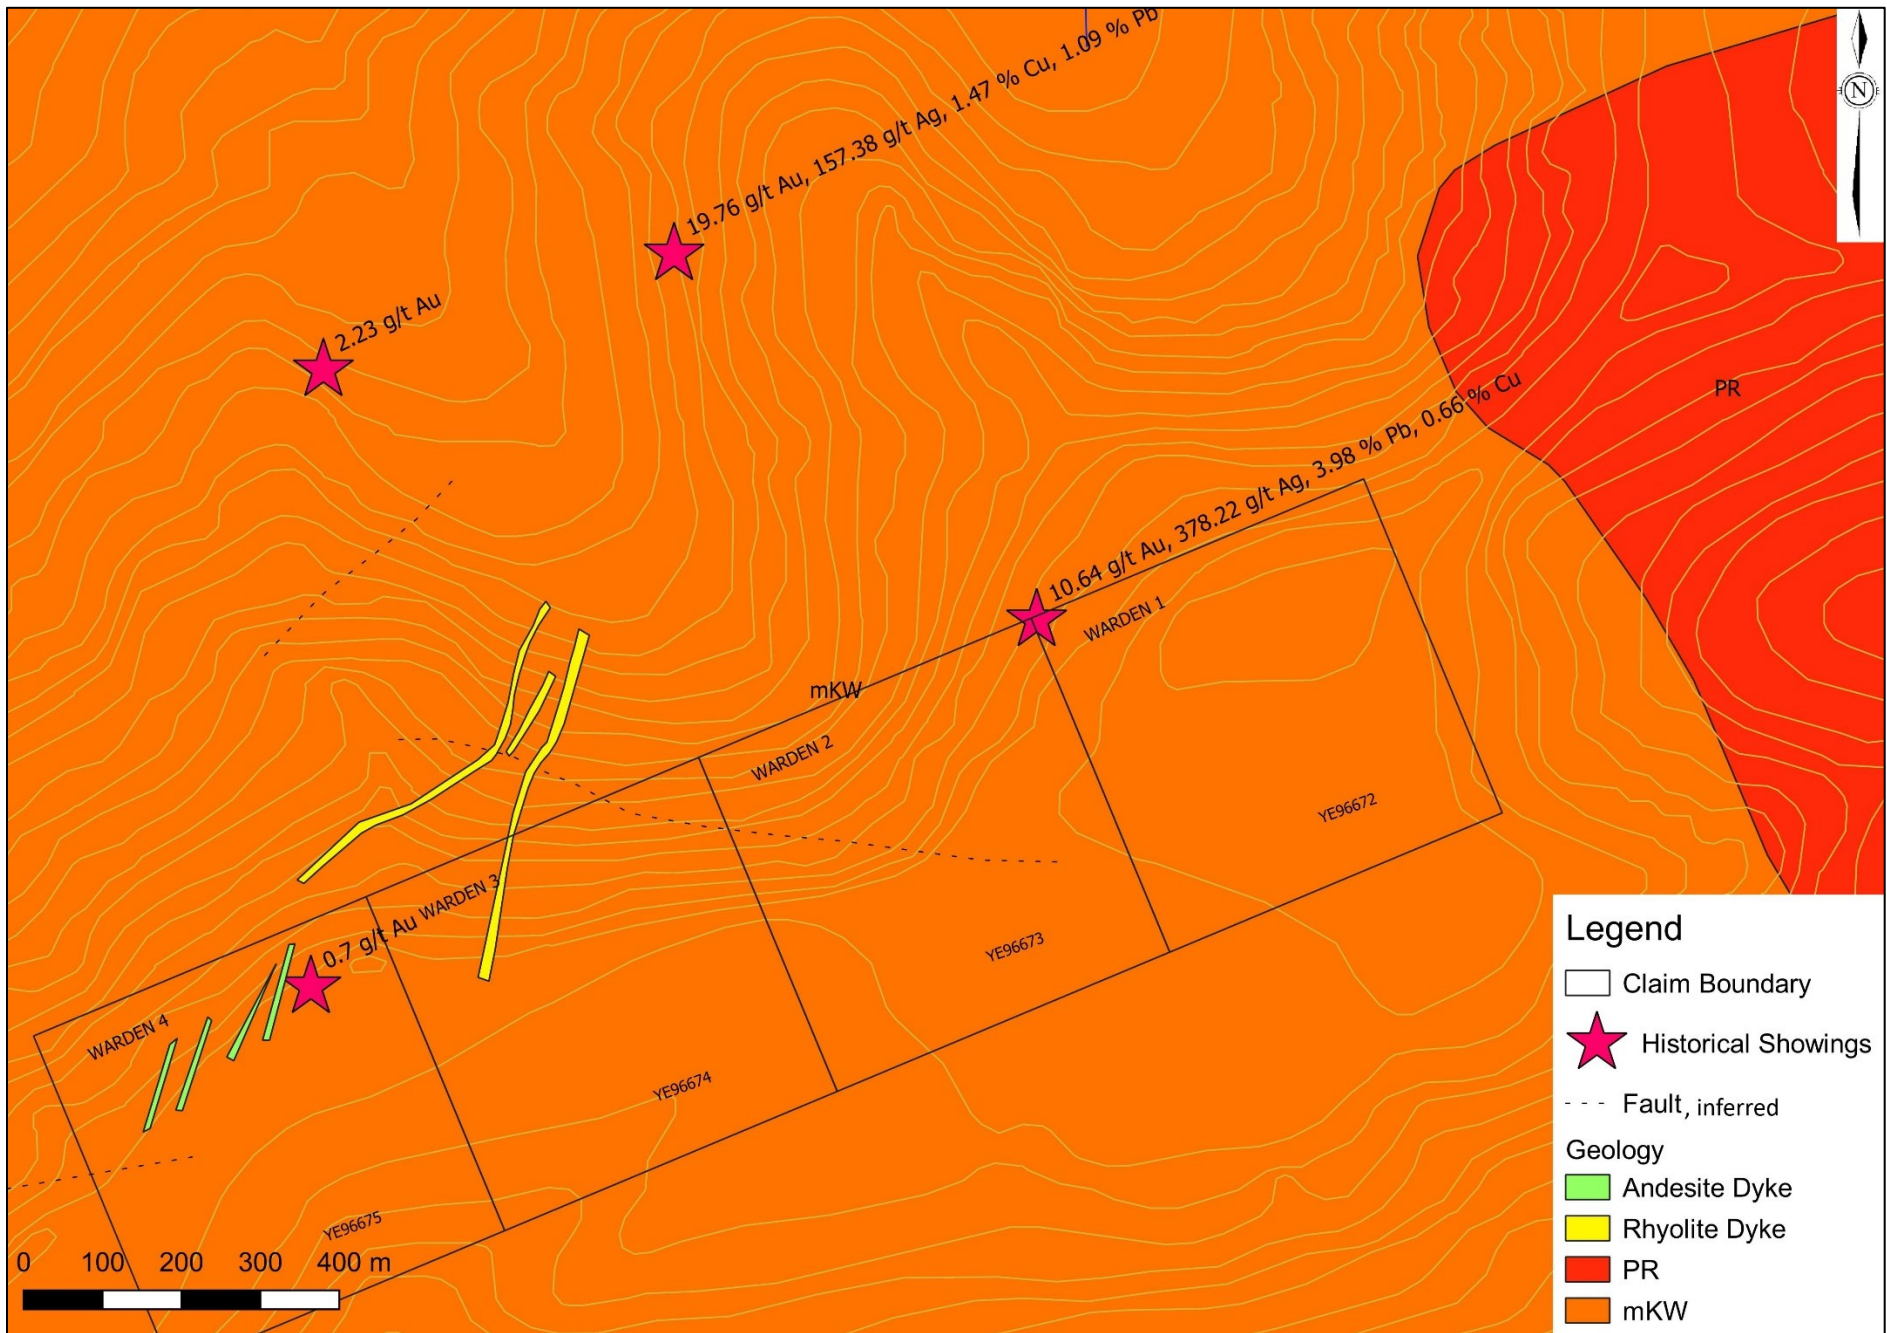 19.76 g/t Au, 157.38 g/t Ag, 1.47 % Cu, 1.09 % Pb
N
2.23 g/t Au
PR
10.64 g/t Au, 378.22 g/t Ag, 3.98 % Pb, 0.66 % Cu
WARDEN 1
mKW
WARDEN 2
YE96672
WARDEN 3
0.7 g/t Au
YE96673
WARDEN 4
YE96674
YE96675
0 100 200 300 400 m
Legend
Claim Boundary
Historical Showings
Fault, inferred
Geology
Andesite Dyke
Rhyolite Dyke
PR
mKW